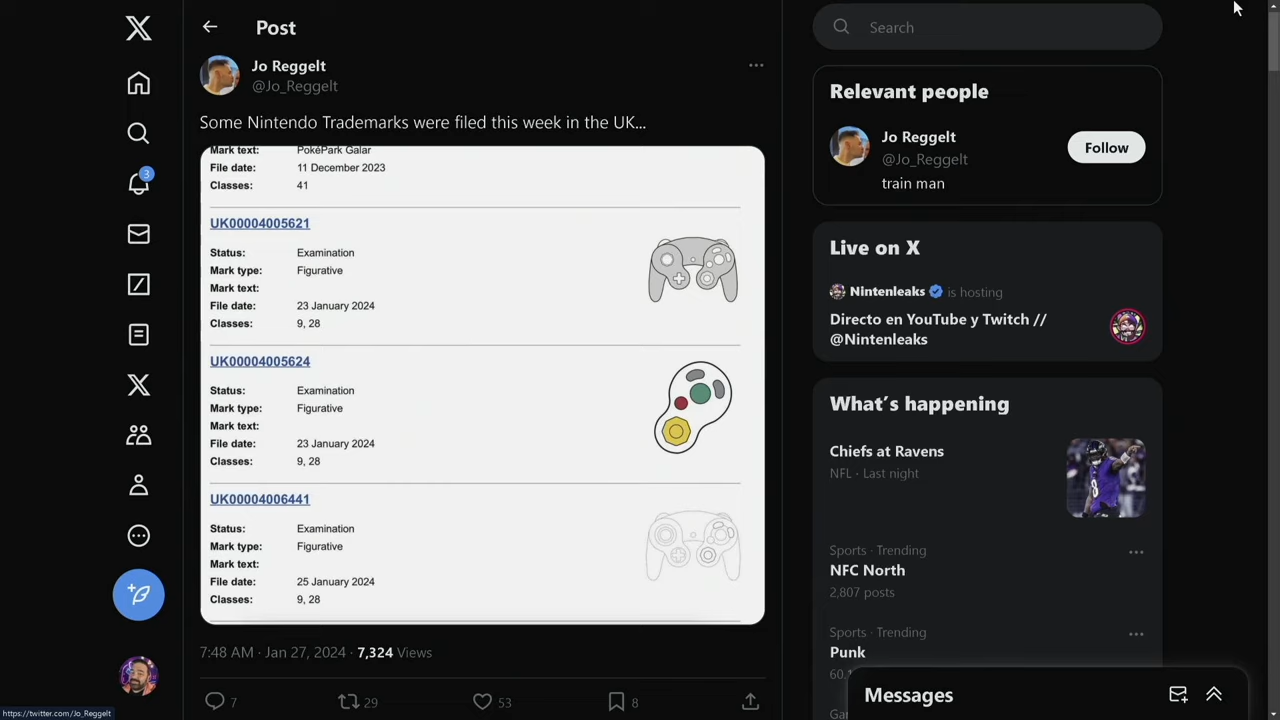 Post
Search
Jo Reggelt
@Jo_Reggelt
Some Nintendo Trademarks were filed this week in the UK...
Mark text: PokéPark Galar
File date: 11 December 2023
Classes: 41
UK00004005621
Status: Examination
Mark type: Figurative
Mark text:
File date: 23 January 2024
Classes: 9, 28
UK00004005624
Status: Examination
Mark type: Figurative
Mark text:
File date: 23 January 2024
Classes: 9, 28
UK00004006441
Status: Examination
Mark type: Figurative
Mark text:
File date: 25 January 2024
Classes: 9, 28
7:48 AM · Jan 27, 2024 · 7,324 Views
7 29 53 8
3
Relevant people
Jo Reggelt
@Jo_Reggelt
Follow
train man
Live on X
Nintenleaks is hosting
Directo en YouTube y Twitch //
@Nintenleaks
What's happening
Chiefs at Ravens
NFL · Last night
Sports · Trending
NFC North
2,807 posts
Sports · Trending
Punk
Messages
https://twitter.com/Jo_Reggelt